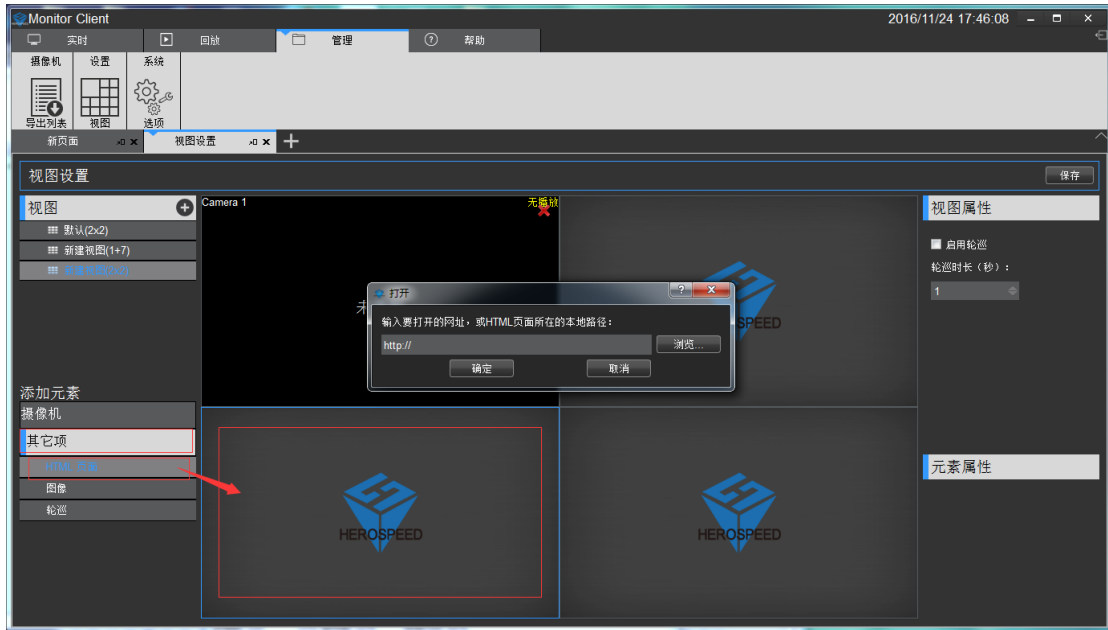 Monitor Client
2016/11/24 17:46:08
实时
回放
管理
帮助
摄像机
设置
系统
导出列表
视图
选项
新页面
视图设置
视图设置
保存
视图
默认(2x2)
新建视图(1+7)
Camera 1
无播放
未
打开
输入要打开的网址，或HTML页面所在的本地路径：
http://
浏览...
确定
取消
SPEED
HEROSPEED
HEROSPEED
添加元素
摄像机
其它项
图像
轮巡
视图属性
启用轮巡
轮巡时长（秒）：
1
元素属性